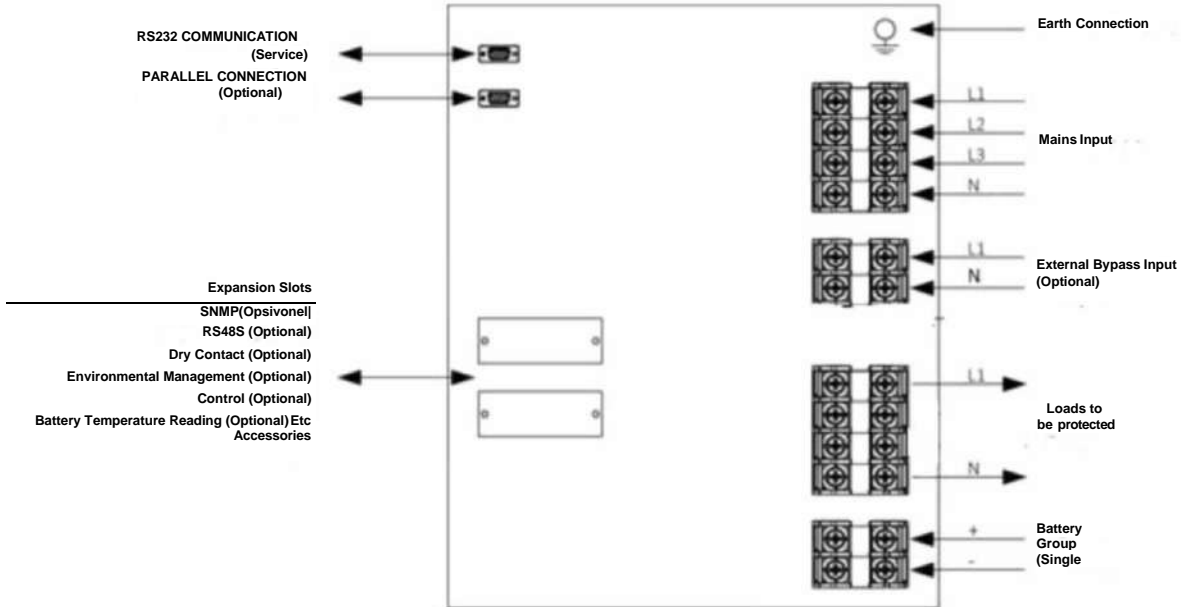 RS232 COMMUNICATION
(Service)
PARALLEL CONNECTION
(Optional)
Expansion Slots
SNMP(Opsivonel|
RS48S (Optional)
Dry Contact (Optional)
Environmental Management (Optional)
Control (Optional)
Battery Temperature Reading (Optional) Etc
Accessories
Earth Connection
L1
L2
L3
N
Mains Input
L1
N
External Bypass Input
(Optional)
L1
N
Loads to
be protected
+
-
Battery
Group
(Single